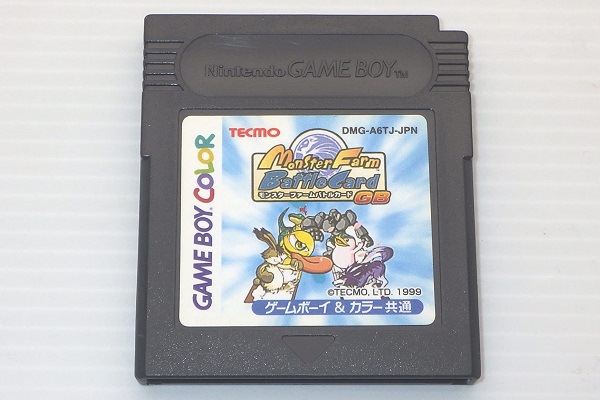 Nintendo GAME BOY™
TECMO
DMG-A6TJ-JPN
Monster Farm
Battle Card
モンスターファームバトルカード
GB
GAME BOY COLOR
©TECMO, LTD. 1999
ゲームボーイ & カラー共通